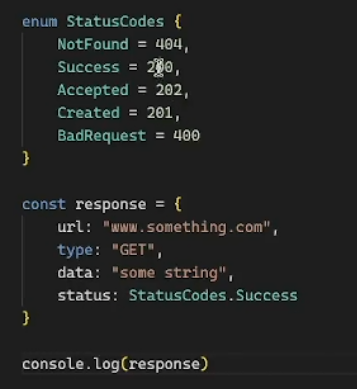 enum StatusCodes {
    NotFound = 404,
    Success = 200,
    Accepted = 202,
    Created = 201,
    BadRequest = 400
}
const response = {
    url: "www.something.com",
    type: "GET",
    data: "some string",
    status: StatusCodes.Success
}
console.log(response)